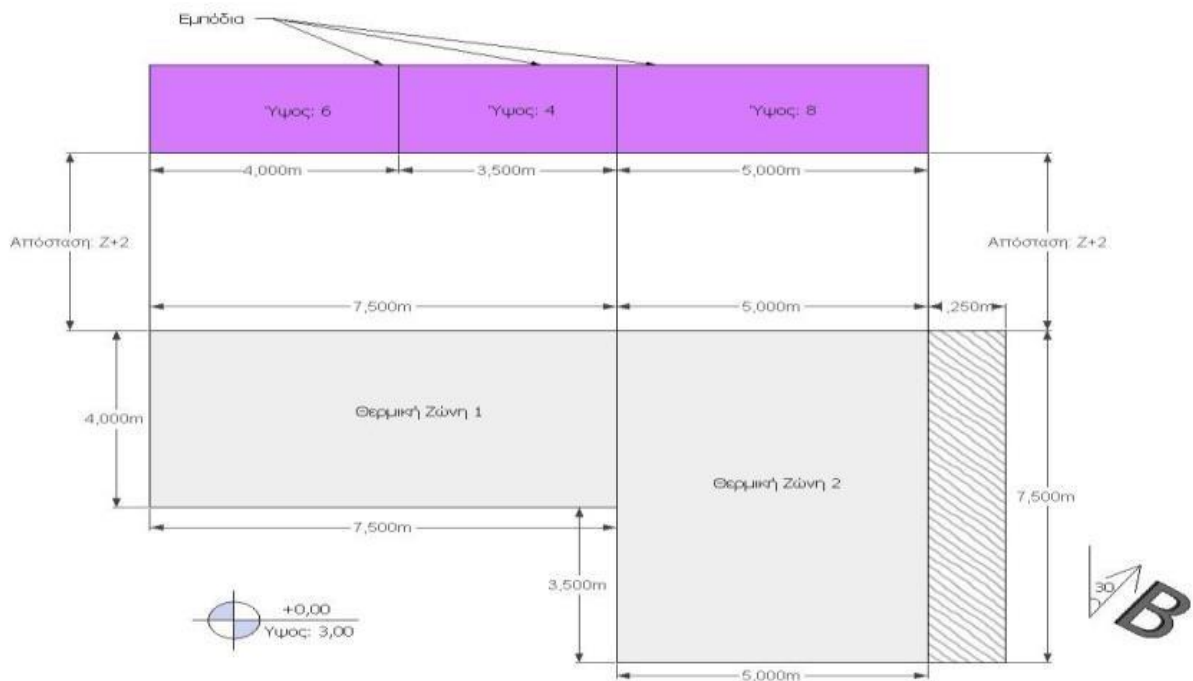 Εμπόδια
Ύψος: 6
Ύψος: 4
Ύψος: 8
4,000m
3,500m
5,000m
Απόσταση: Z+2
Απόσταση: Z+2
7,500m
5,000m
,250m
4,000m
Θερμική Ζώνη 1
Θερμική Ζώνη 2
7,500m
7,500m
3,500m
30
B
+0,00
Υψος: 3,00
5,000m